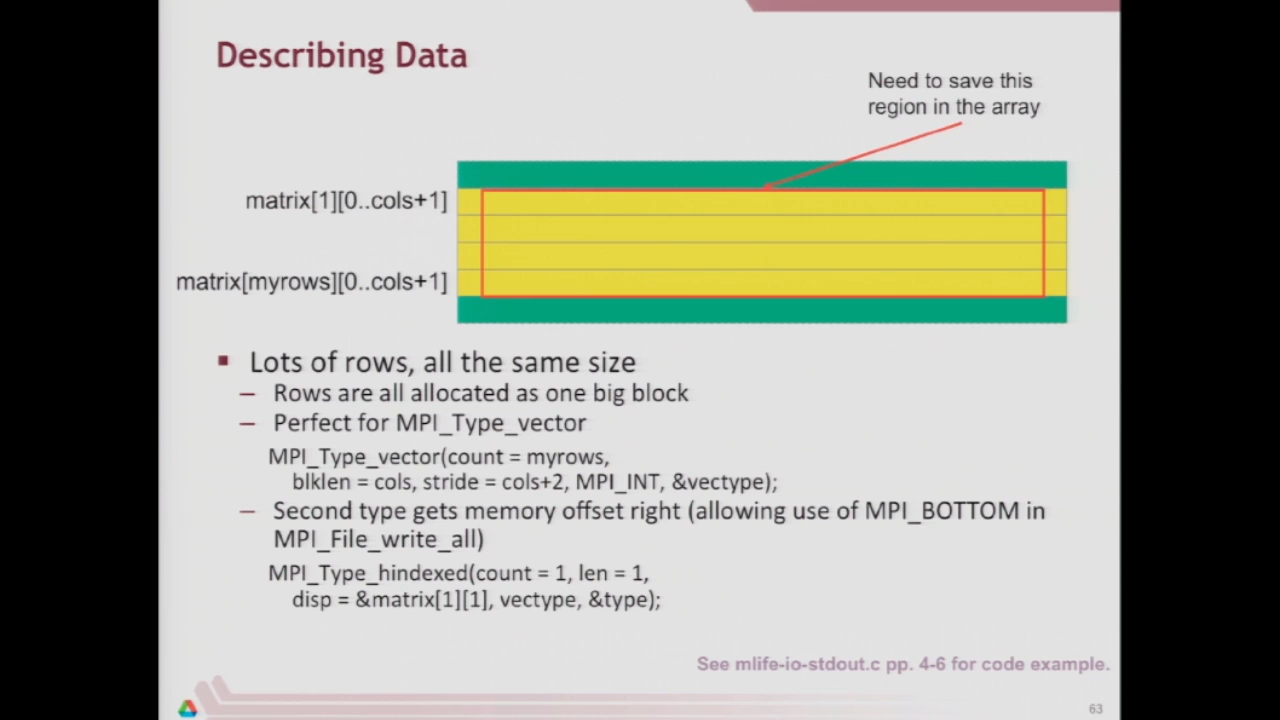 Describing Data
Need to save this
region in the array
matrix[1][0..cols+1]
matrix[myrows][0..cols+1]
Lots of rows, all the same size
– Rows are all allocated as one big block
– Perfect for MPI_Type_vector
MPI_Type_vector(count = myrows,
blklen = cols, stride = cols+2, MPI_INT, &vectype);
– Second type gets memory offset right (allowing use of MPI_BOTTOM in
MPI_File_write_all)
MPI_Type_hindexed(count = 1, len = 1,
disp = &matrix[1][1], vectype, &type);
See mlife-io-stdout.c pp. 4-6 for code example.
63